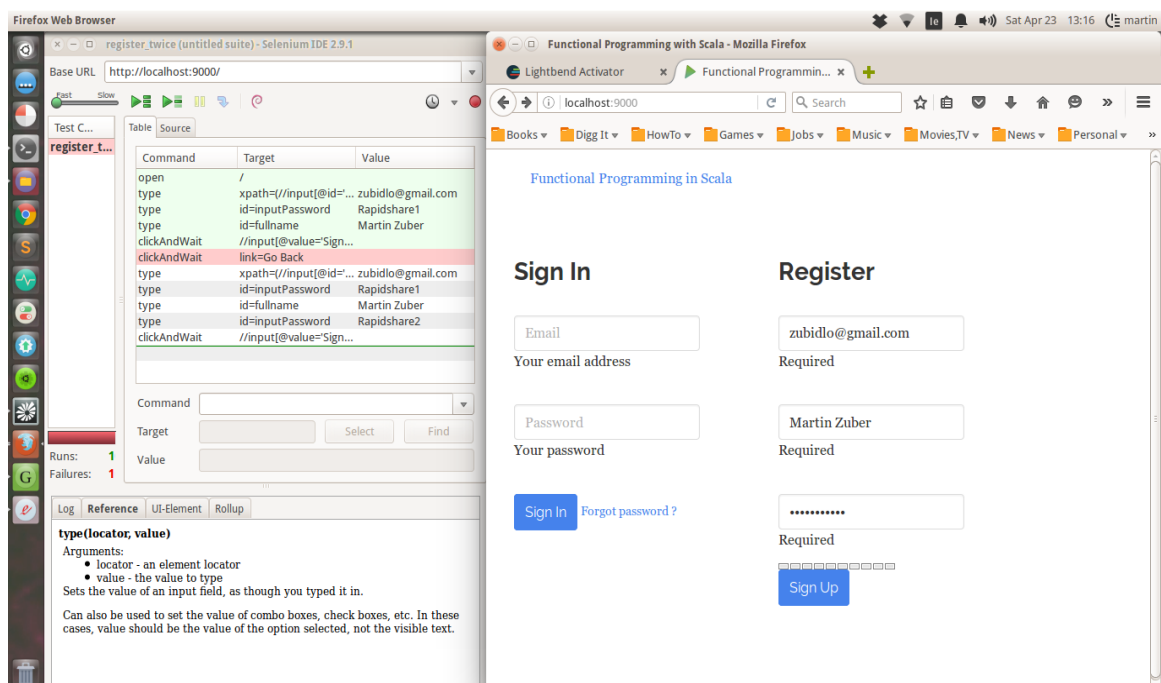 Firefox Web Browser
Sat Apr 23 13:16 martin
register_twice (untitled suite) - Selenium IDE 2.9.1
Base URL http://localhost:9000/
Fast Slow
Test C...
register_t...
Table Source
Command Target Value
open /
type xpath=(//input[@id='... zubidlo@gmail.com
type id=inputPassword Rapidshare1
type id=fullname Martin Zuber
clickAndWait //input[@value='Sign...
clickAndWait link=Go Back
type xpath=(//input[@id='... zubidlo@gmail.com
type id=inputPassword Rapidshare1
type id=fullname Martin Zuber
type id=inputPassword Rapidshare2
clickAndWait //input[@value='Sign...
Command
Target Select Find
Value
Runs: 1
Failures: 1
Log Reference UI-Element Rollup
type(locator, value)
Arguments:
• locator - an element locator
• value - the value to type
Sets the value of an input field, as though you typed it in.
Can also be used to set the value of combo boxes, check boxes, etc. In these
cases, value should be the value of the option selected, not the visible text.
Functional Programming with Scala - Mozilla Firefox
Lightbend Activator Functional Programmin...
localhost:9000 Search
Books Digg It HowTo Games Jobs Music Movies,TV News Personal »
Functional Programming in Scala
Sign In Register
Email zubidlo@gmail.com
Your email address Required
Password Martin Zuber
Your password Required
Sign In Forgot password ? •••••••••••
Required
Sign Up